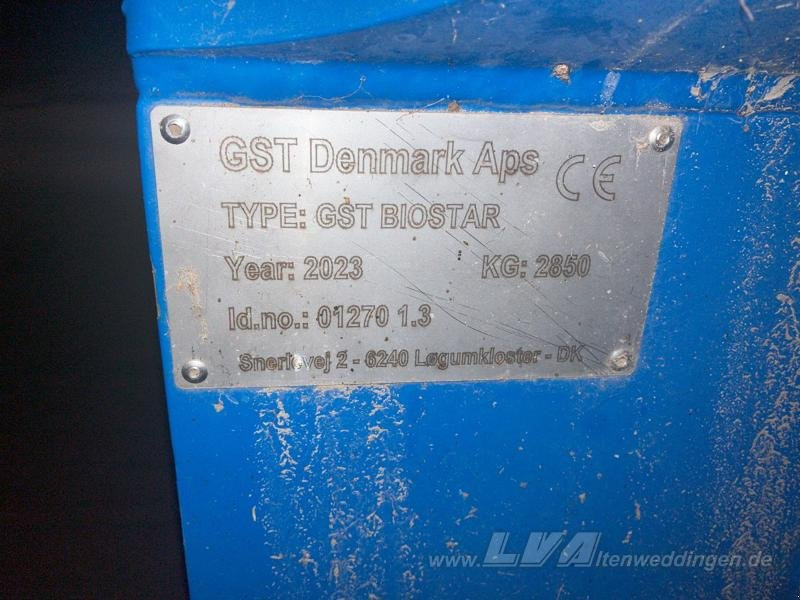 GST Denmark Aps CE
TYPE: GST BIOSTAR
Year: 2023 KG: 2850
Id.no.: 01270 1.3
Snerlevej 2 - 6240 Løgumkloster - DK
www.LVAltenweddingen.de